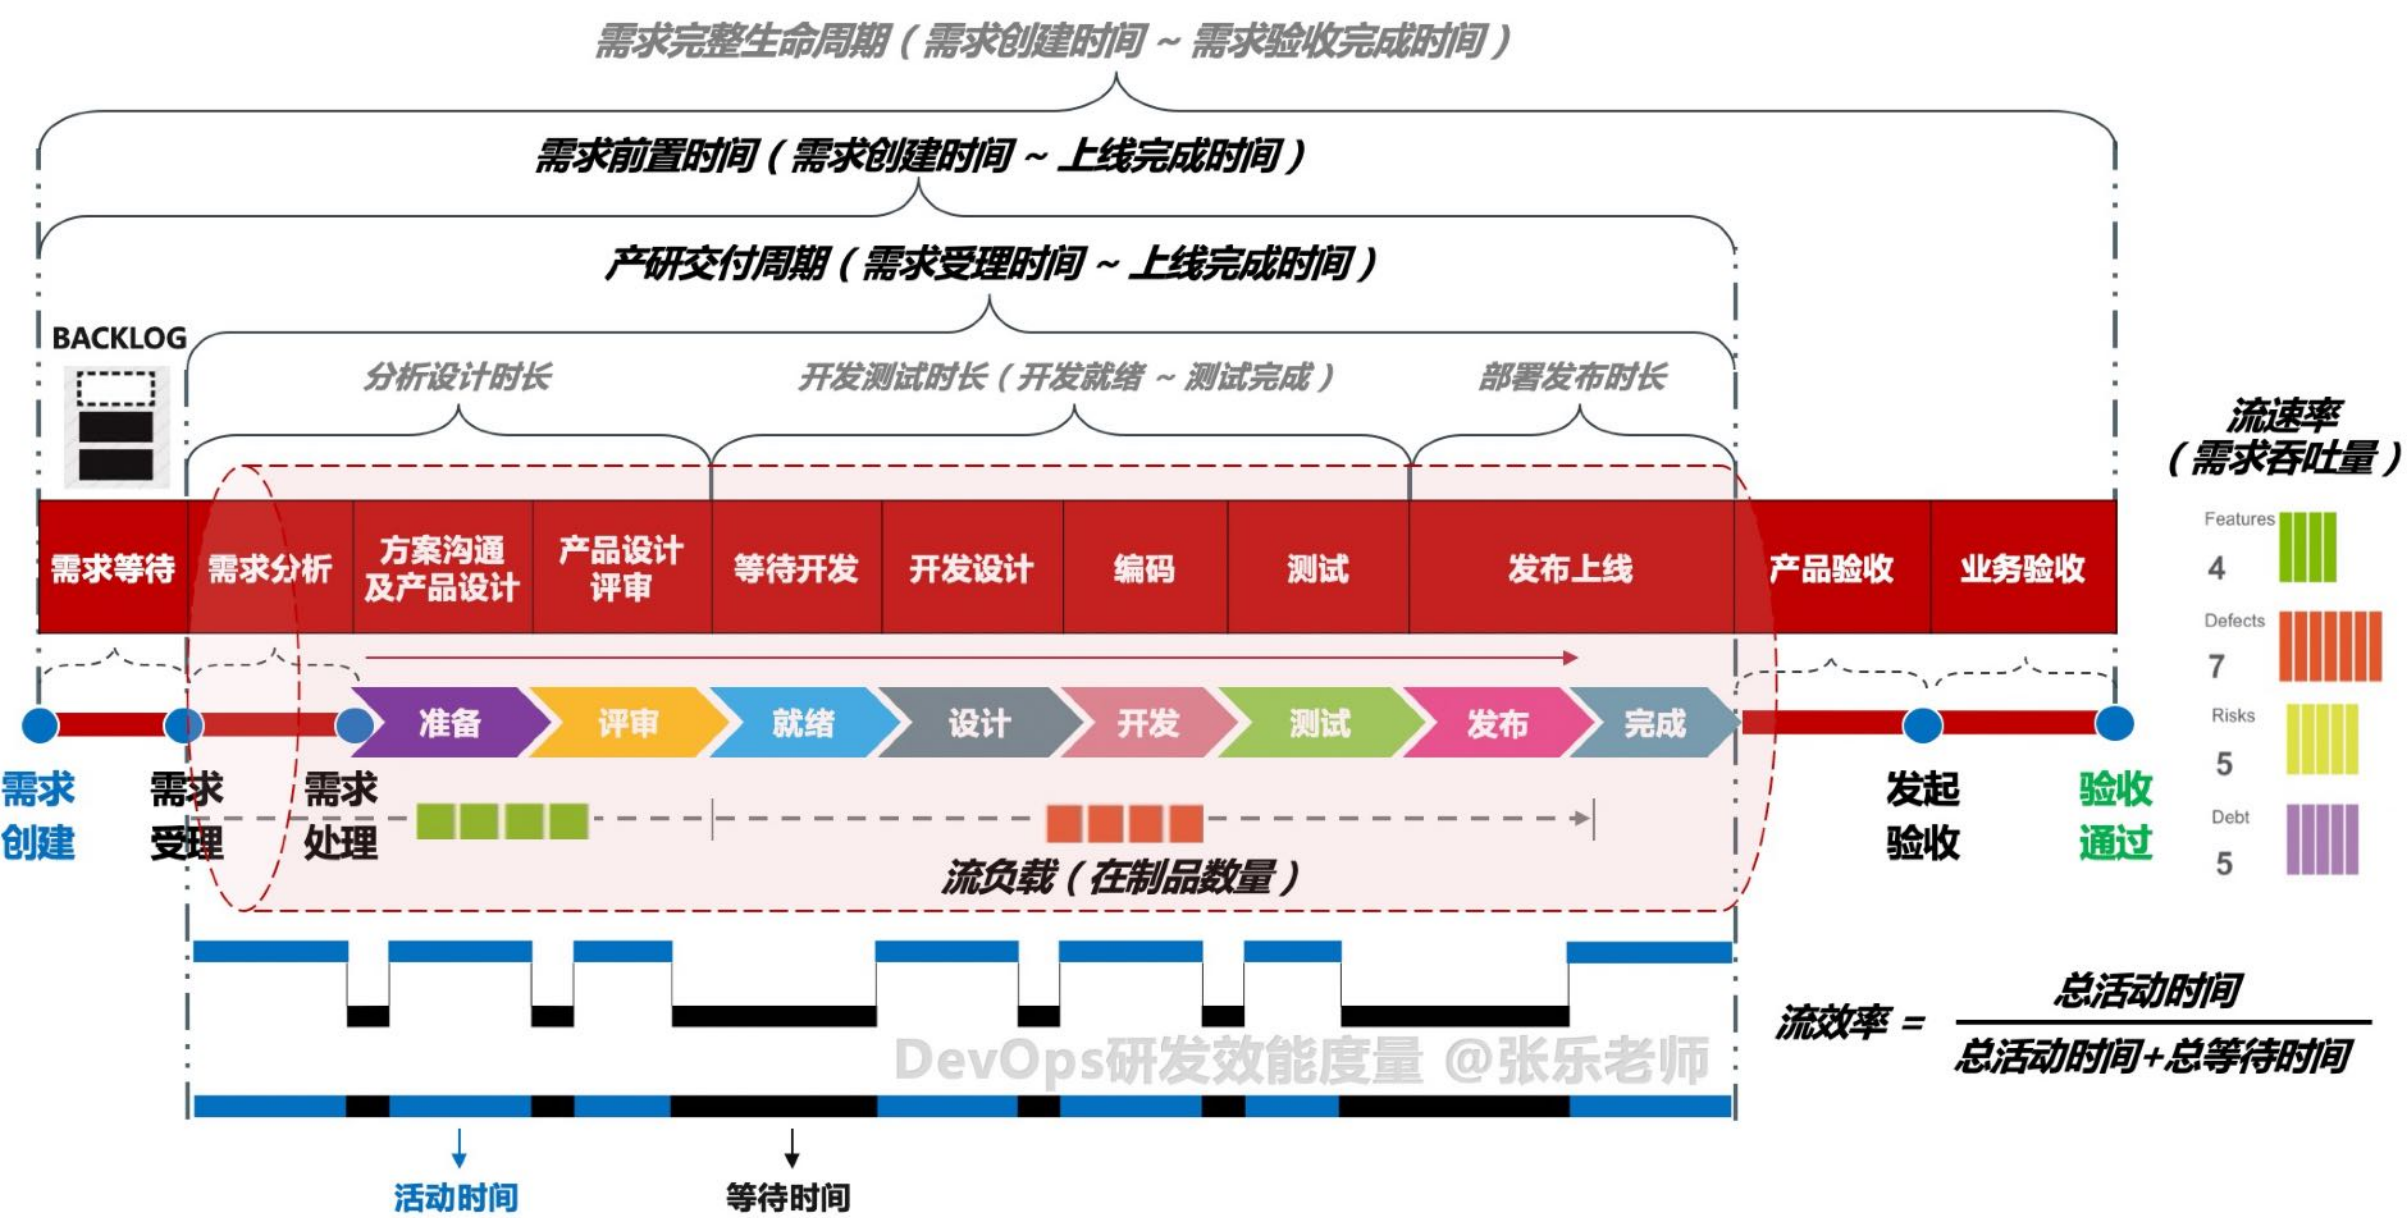 需求完整生命周期（需求创建时间 ~ 需求验收完成时间）
需求前置时间（需求创建时间 ~ 上线完成时间）
产研交付周期（需求受理时间 ~ 上线完成时间）
BACKLOG
分析设计时长
开发测试时长（开发就绪 ~ 测试完成）
部署发布时长
流速率
（需求吞吐量）
需求等待
需求分析
方案沟通
及产品设计
产品设计
评审
等待开发
开发设计
编码
测试
发布上线
产品验收
业务验收
Features
4
Defects
7
Risks
5
Debt
5
准备
评审
就绪
设计
开发
测试
发布
完成
需求
创建
需求
受理
需求
处理
发起
验收
验收
通过
流负载（在制品数量）
流效率 =
总活动时间
总活动时间+总等待时间
DevOps研发效能度量 @张乐老师
活动时间
等待时间